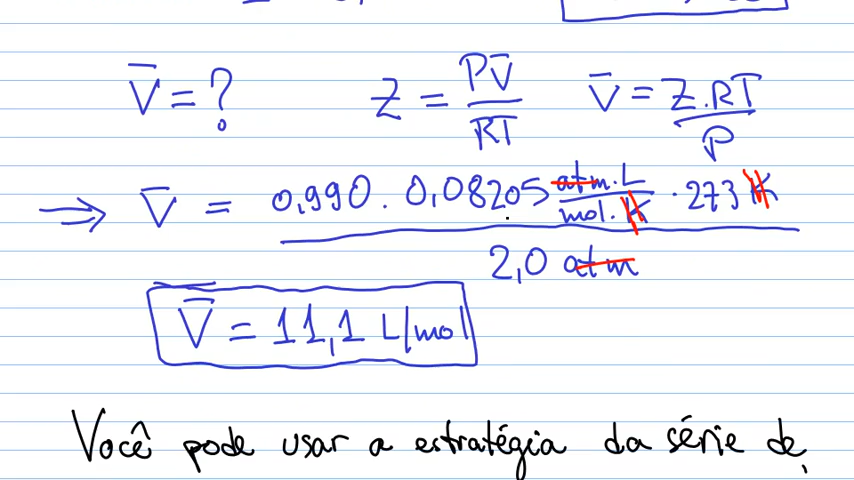 V̄ = ? Z = PV̄/RT V̄ = Z.RT/P
⇒ V̄ = 0,990 . 0,08205 atm.L/mol.K . 273 K
2,0 atm
V̄ = 11,1 L/mol
Você pode usar a estratégia da série de